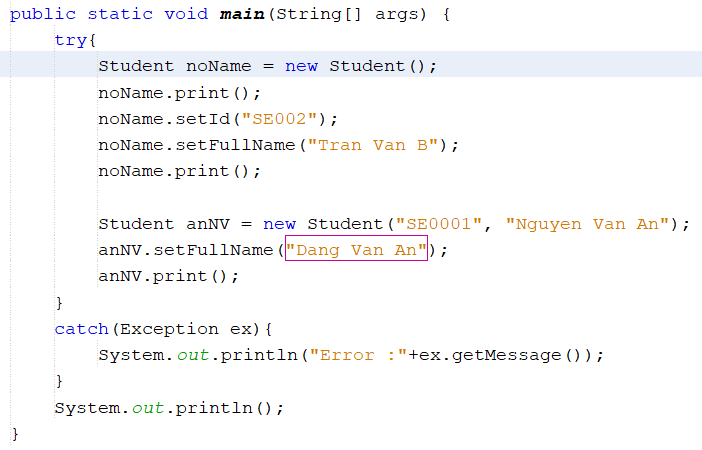 public static void main(String[] args) {
try{
Student noName = new Student();
noName.print();
noName.setId("SE002");
noName.setFullName("Tran Van B");
noName.print();
Student anNV = new Student("SE0001", "Nguyen Van An");
anNV.setFullName("Dang Van An");
anNV.print();
}
catch(Exception ex){
System.out.println("Error :"+ex.getMessage());
}
System.out.println();
}